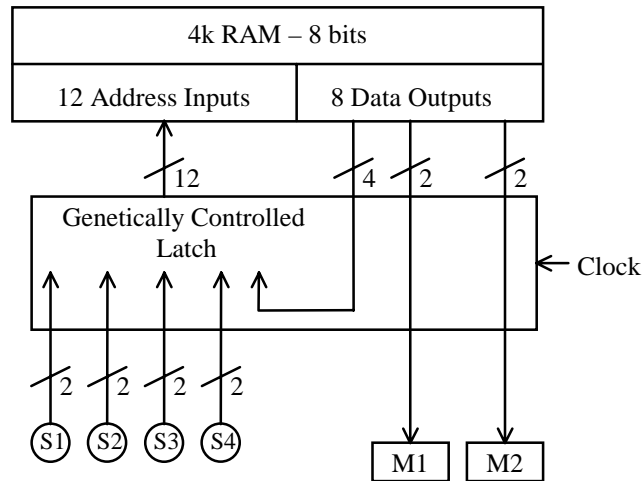 4k RAM – 8 bits
12 Address Inputs
8 Data Outputs
12
4
2
2
Genetically Controlled
Latch
Clock
2
2
2
2
S1
S2
S3
S4
M1
M2